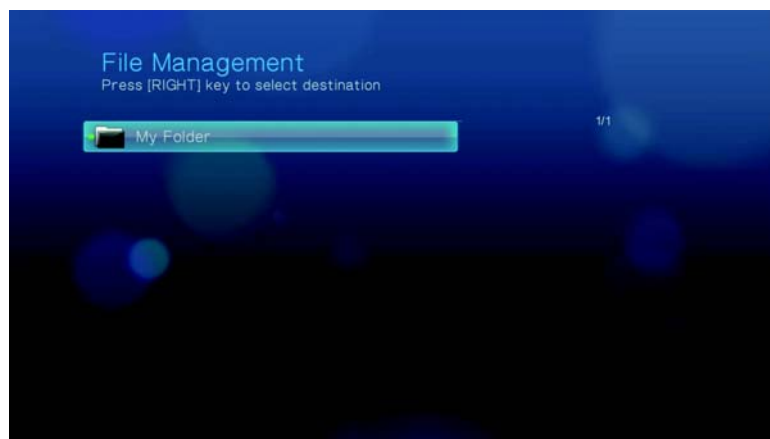 File Management
Press [RIGHT] key to select destination
My Folder
1/1